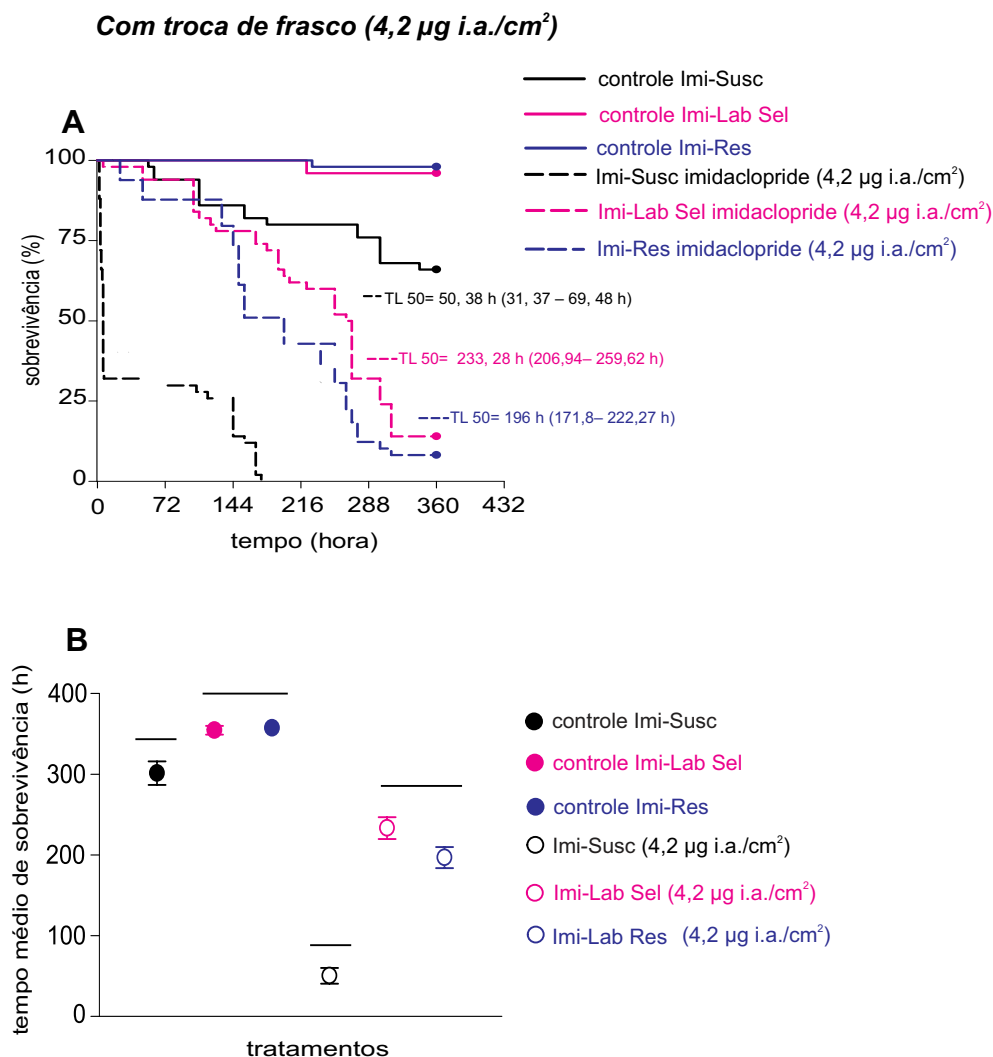 Com troca de frasco (4,2 µg i.a./cm²)
controle Imi-Susc
controle Imi-Lab Sel
controle Imi-Res
Imi-Susc imidaclopride (4,2 µg i.a./cm²)
Imi-Lab Sel imidaclopride (4,2 µg i.a./cm²)
Imi-Res imidaclopride (4,2 µg i.a./cm²)
A
sobrevivência (%)
100
75
50
25
0
TL 50= 50, 38 h (31, 37 – 69, 48 h)
TL 50= 233, 28 h (206,94– 259,62 h)
TL 50= 196 h (171,8– 222,27 h)
0 72 144 216 288 360 432
tempo (hora)
B
tempo médio de sobrevivência (h)
400
300
200
100
0
tratamentos
controle Imi-Susc
controle Imi-Lab Sel
controle Imi-Res
Imi-Susc (4,2 µg i.a./cm²)
Imi-Lab Sel (4,2 µg i.a./cm²)
Imi-Lab Res (4,2 µg i.a./cm²)